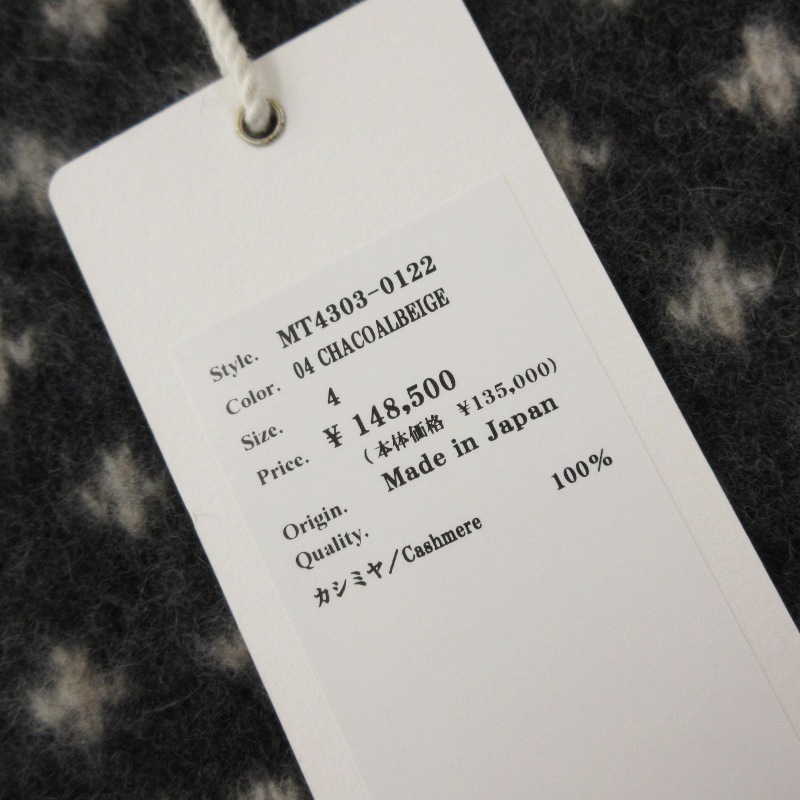 Style. MT4303-0122
Color. 04 CHACOALBEIGE
Size. 4
Price. ¥ 148,500
(本体価格 ¥135,000)
Origin. Made in Japan
Quality.
カシミヤ/Cashmere 100%